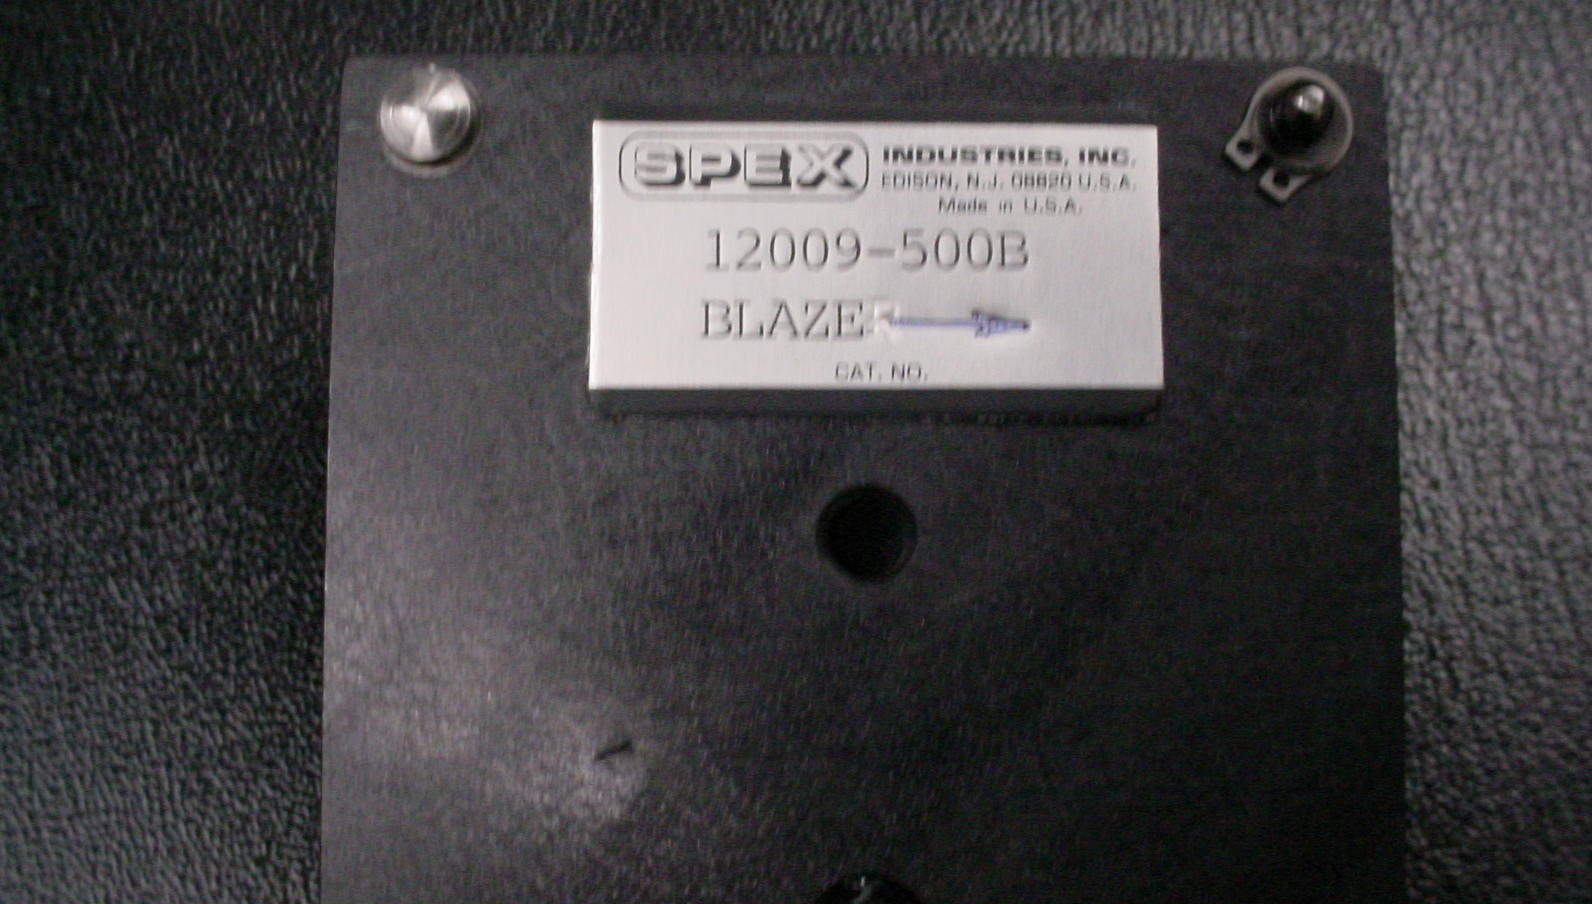 SPEX INDUSTRIES, INC.
EDISON, N.J. 08820 U.S.A.
Made in U.S.A.
12009-500B
BLAZE
CAT. NO.